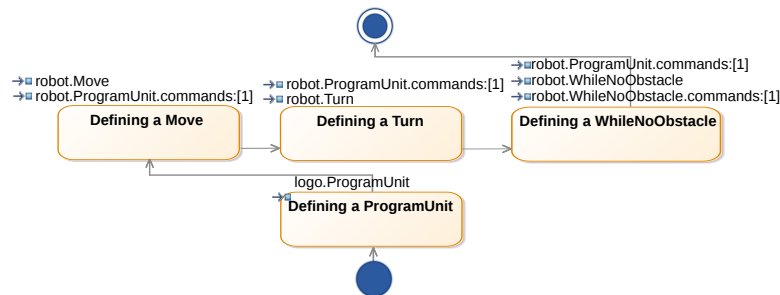 robot.Move
robot.ProgramUnit.commands:[1]
Defining a Move
robot.ProgramUnit.commands:[1]
robot.Turn
Defining a Turn
robot.ProgramUnit.commands:[1]
robot.WhileNoObstacle
robot.WhileNoObstacle.commands:[1]
Defining a WhileNoObstacle
logo.ProgramUnit
Defining a ProgramUnit